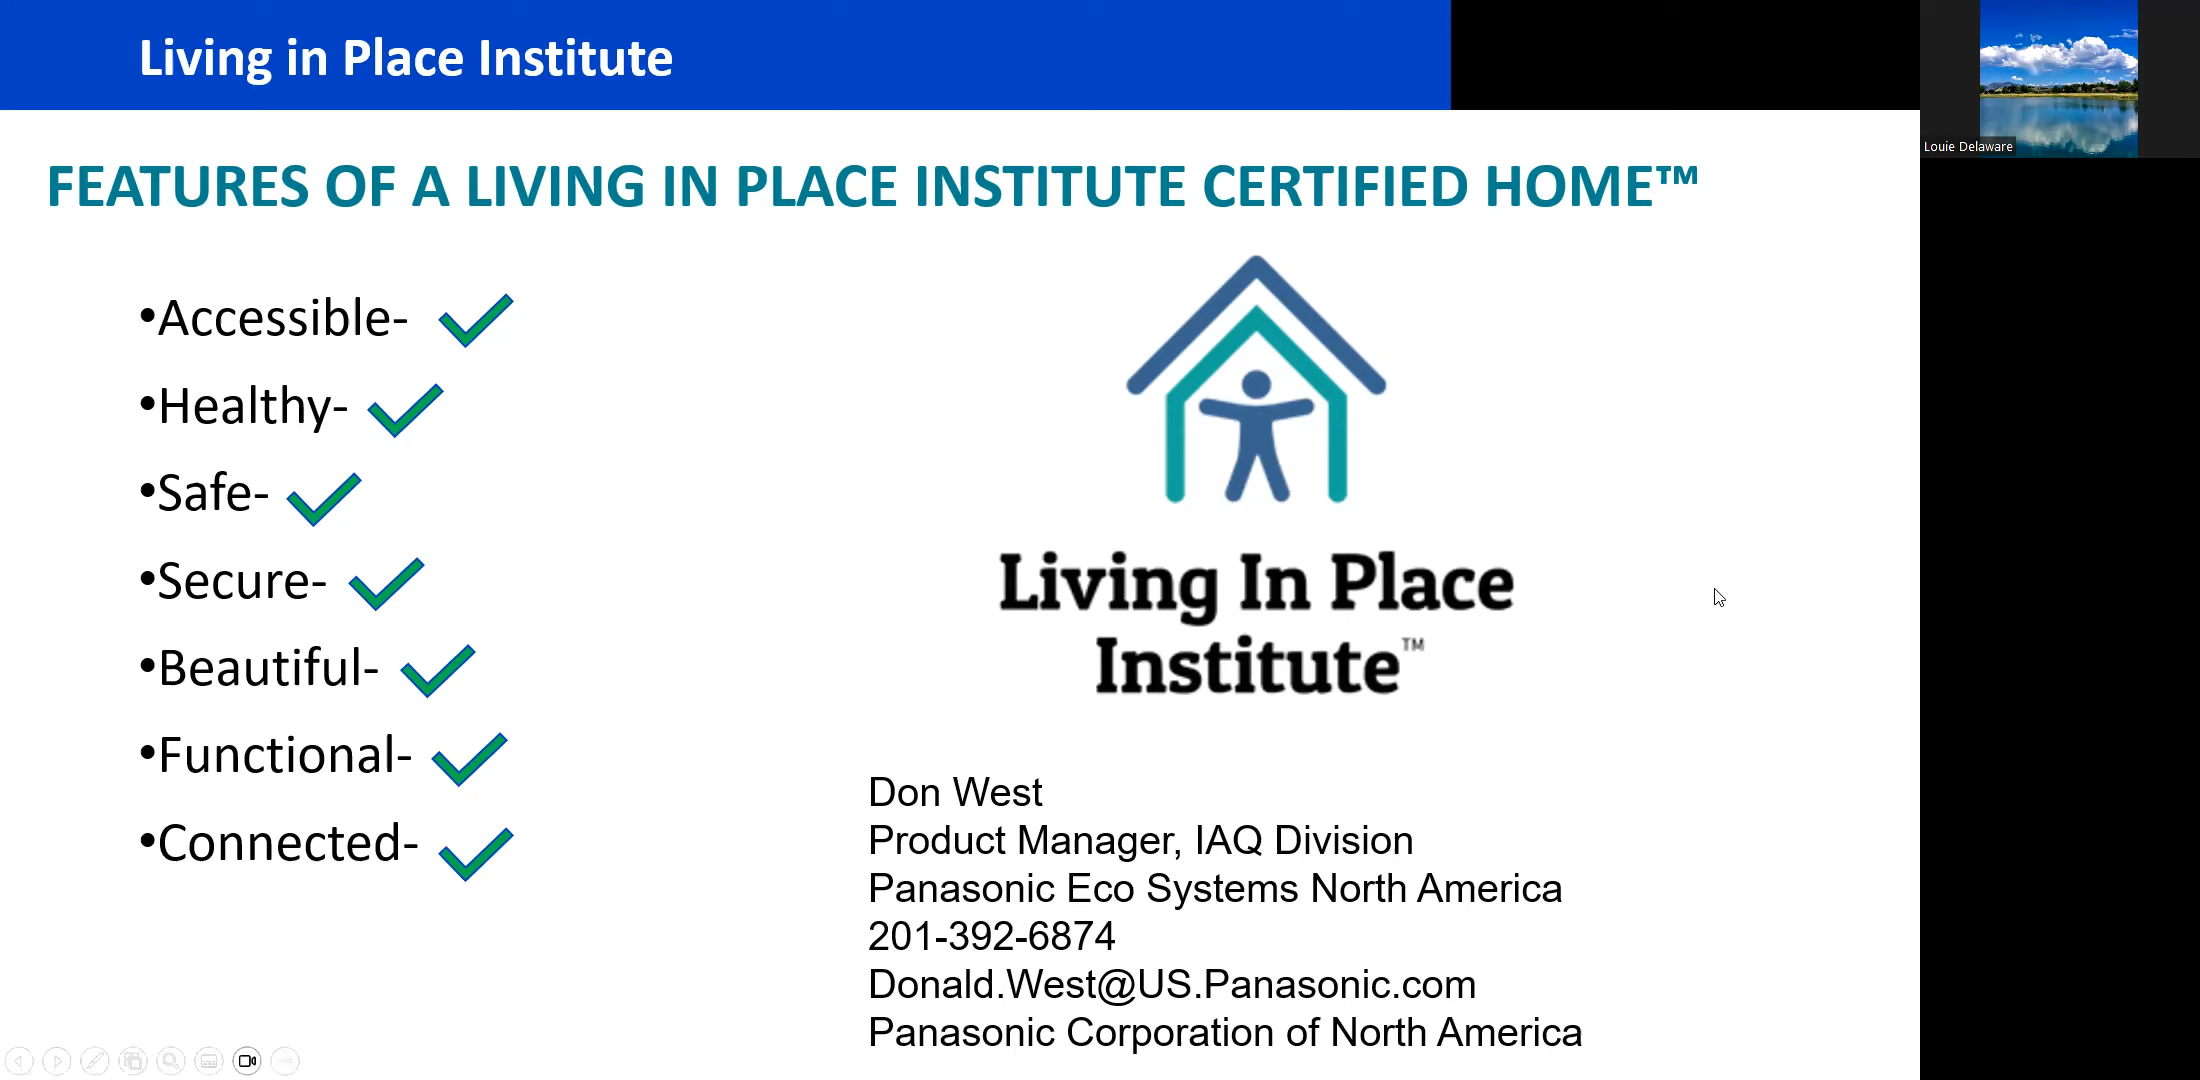 Living in Place Institute
Louie Delaware
FEATURES OF A LIVING IN PLACE INSTITUTE CERTIFIED HOME™
•Accessible-
•Healthy-
•Safe-
•Secure-
•Beautiful-
•Functional-
•Connected-
Living In Place
Institute™
Don West
Product Manager, IAQ Division
Panasonic Eco Systems North America
201-392-6874
Donald.West@US.Panasonic.com
Panasonic Corporation of North America